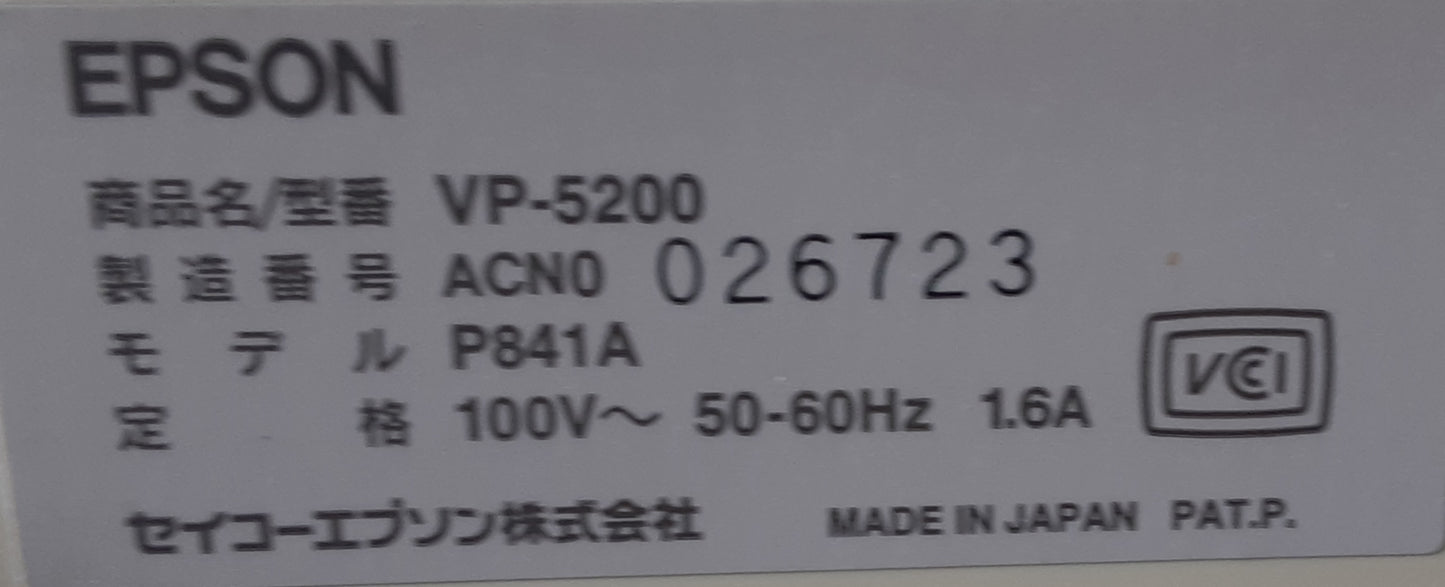 EPSON
商品名/型番 VP-5200
製造番号 ACN0 026723
モデル P841A
定格 100V～ 50-60Hz 1.6A
VCCI
セイコーエプソン株式会社 MADE IN JAPAN PAT.P.